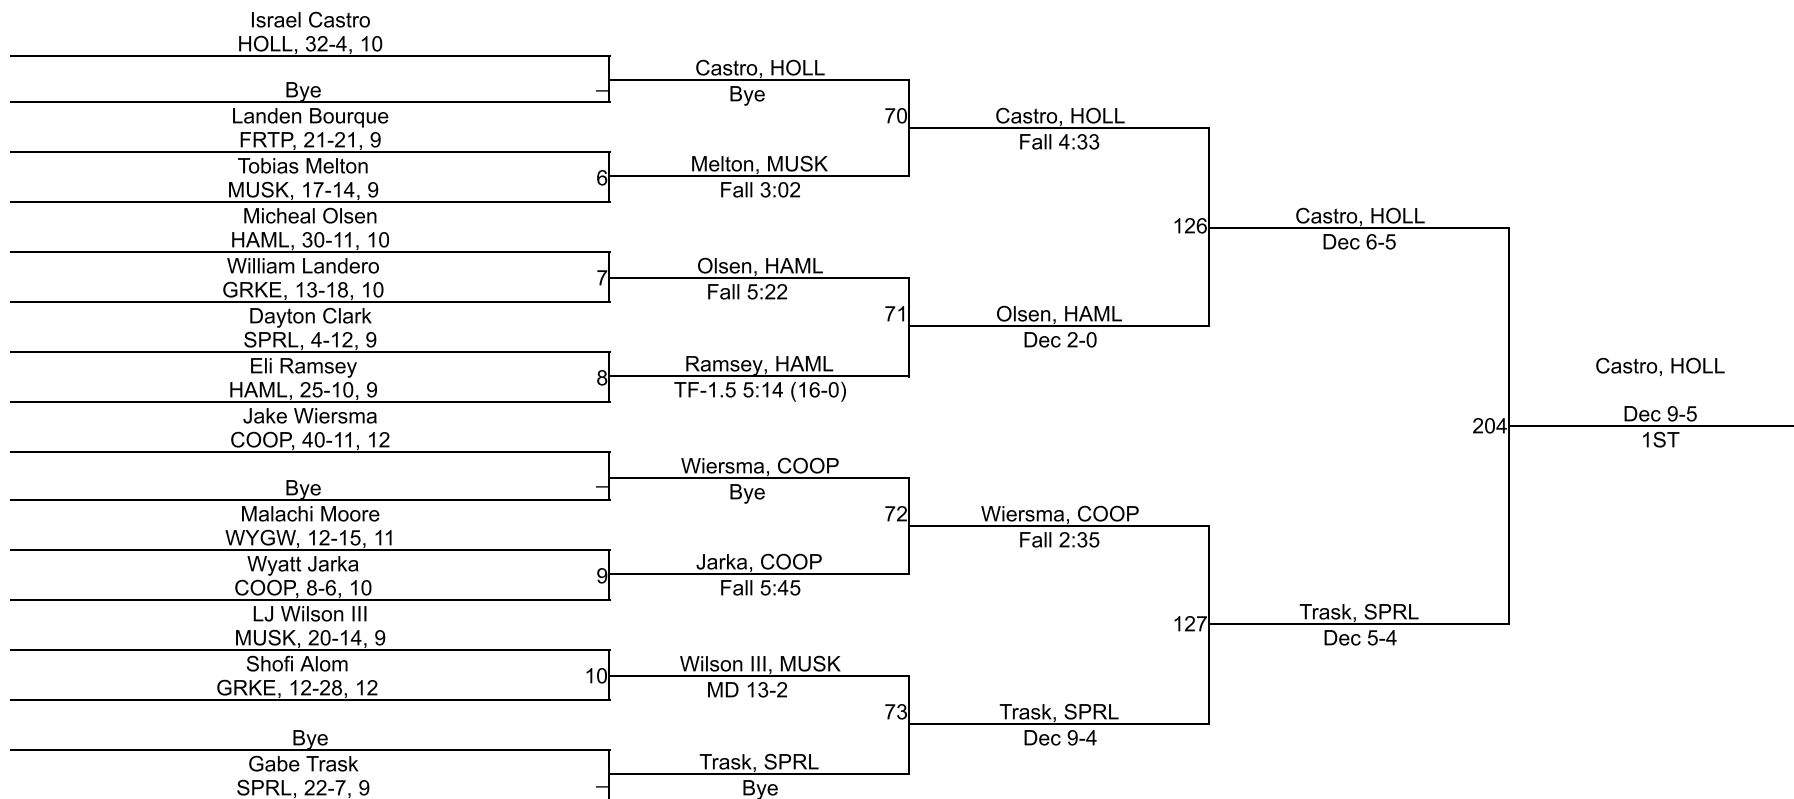 Israel Castro
HOLL, 32-4, 10
Bye
Landen Bourque
FRTP, 21-21, 9
Tobias Melton
MUSK, 17-14, 9
6
Micheal Olsen
HAML, 30-11, 10
William Landero
GRKE, 13-18, 10
7
Dayton Clark
SPRL, 4-12, 9
Eli Ramsey
HAML, 25-10, 9
8
Jake Wiersma
COOP, 40-11, 12
Bye
Malachi Moore
WYGW, 12-15, 11
Wyatt Jarka
COOP, 8-6, 10
9
LJ Wilson III
MUSK, 20-14, 9
Shofi Alom
GRKE, 12-28, 12
10
Bye
Gabe Trask
SPRL, 22-7, 9
Castro, HOLL
Bye
70
Melton, MUSK
Fall 3:02
Olsen, HAML
Fall 5:22
71
Ramsey, HAML
TF-1.5 5:14 (16-0)
Wiersma, COOP
Bye
72
Jarka, COOP
Fall 5:45
Wilson III, MUSK
MD 13-2
73
Trask, SPRL
Bye
Castro, HOLL
Fall 4:33
126
Olsen, HAML
Dec 2-0
Wiersma, COOP
Fall 2:35
127
Trask, SPRL
Dec 9-4
Castro, HOLL
Dec 6-5
204
Trask, SPRL
Dec 5-4
Castro, HOLL
Dec 9-5
1ST